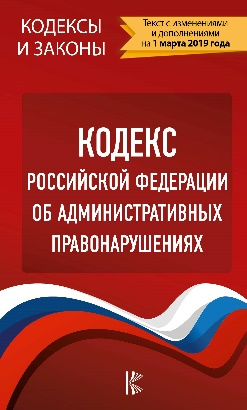 КОДЕКСЫ
И ЗАКОНЫ
Текст с изменениями
и дополнениями
на 1 марта 2019 года
КОДЕКС
РОССИЙСКОЙ ФЕДЕРАЦИИ
ОБ АДМИНИСТРАТИВНЫХ
ПРАВОНАРУШЕНИЯХ